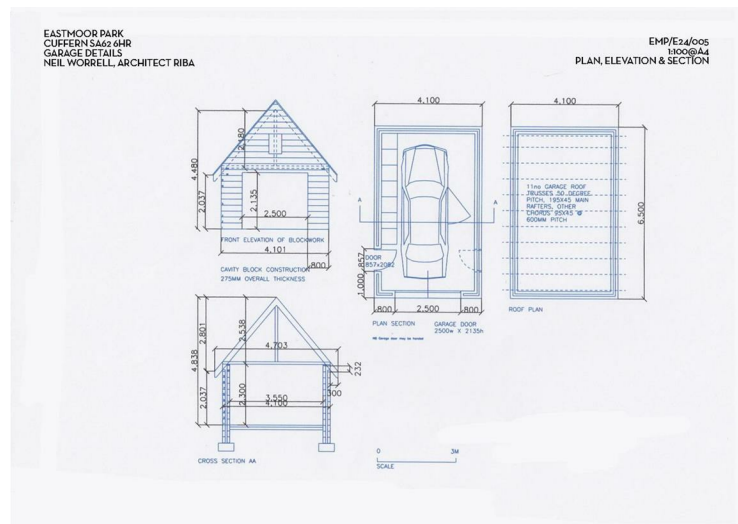 EASTMOOR PARK
CUFFERN SA62 6HR
GARAGE DETAILS
NEIL WORRELL, ARCHITECT RIBA
EMP/E24/005
1:100@A4
PLAN, ELEVATION & SECTION
4,480
2,037
2,135
2,500
FRONT ELEVATION OF BLOCKWORK
4,101
800
CAVITY BLOCK CONSTRUCTION
275MM OVERALL THICKNESS
4,100
A
A
DOOR
857x2082
857
1,000
800
2,500
800
PLAN SECTION
GARAGE DOOR
2500w X 2135h
4,100
11no GARAGE ROOF
TRUSSES 50 DEGREE
PITCH, 195X45 MAIN
RAFTERS, OTHER
CHORDS 95X45 @
600MM PITCH
6,500
ROOF PLAN
4,838
2,801
2,538
4,703
232
300
2,037
2,300
3,550
4,100
CROSS SECTION AA
0
3M
SCALE